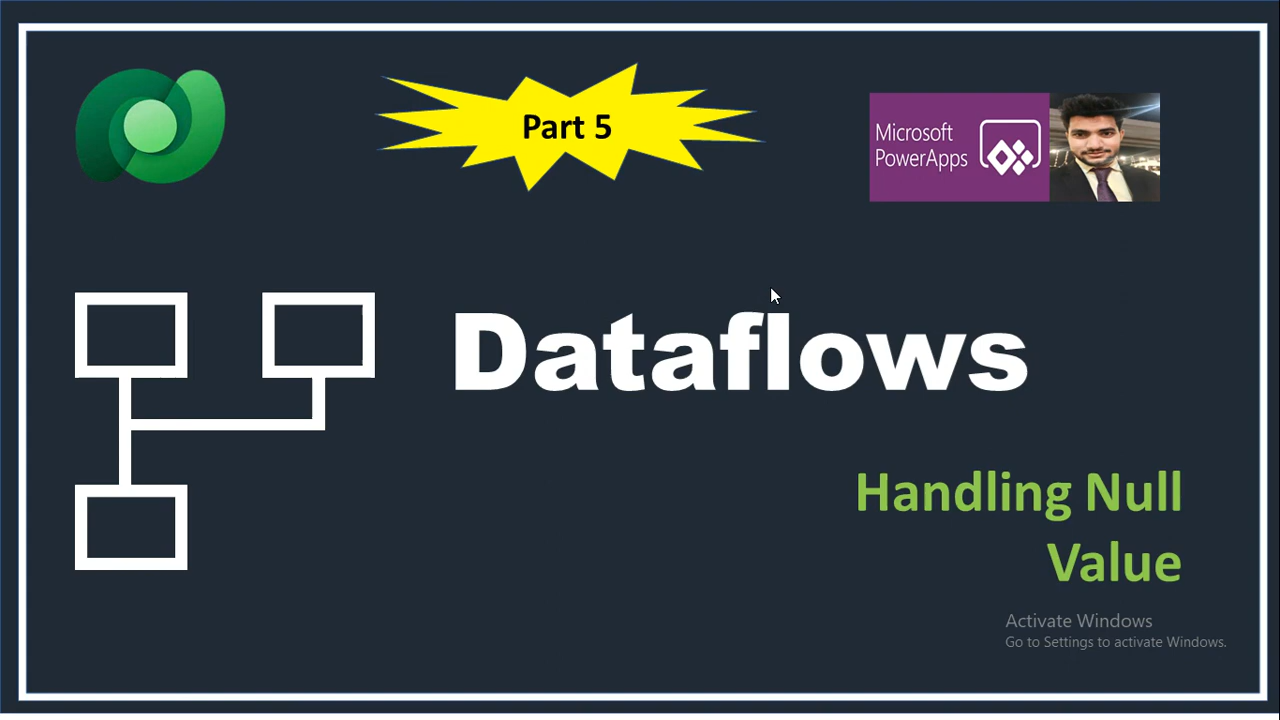 Part 5
Microsoft
PowerApps
Dataflows
Handling Null
Value
Activate Windows
Go to Settings to activate Windows.